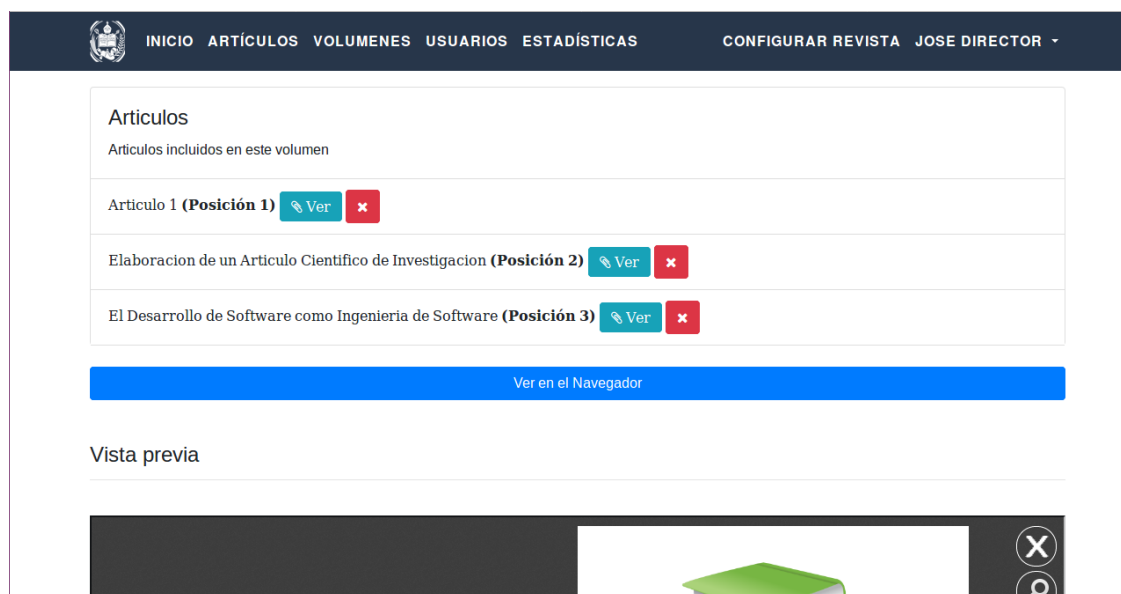 INICIO ARTÍCULOS VOLUMENES USUARIOS ESTADÍSTICAS CONFIGURAR REVISTA JOSE DIRECTOR
Articulos
Articulos incluidos en este volumen
Articulo 1 (Posición 1) Ver
Elaboracion de un Articulo Cientifico de Investigacion (Posición 2) Ver
El Desarrollo de Software como Ingenieria de Software (Posición 3) Ver
Ver en el Navegador
Vista previa